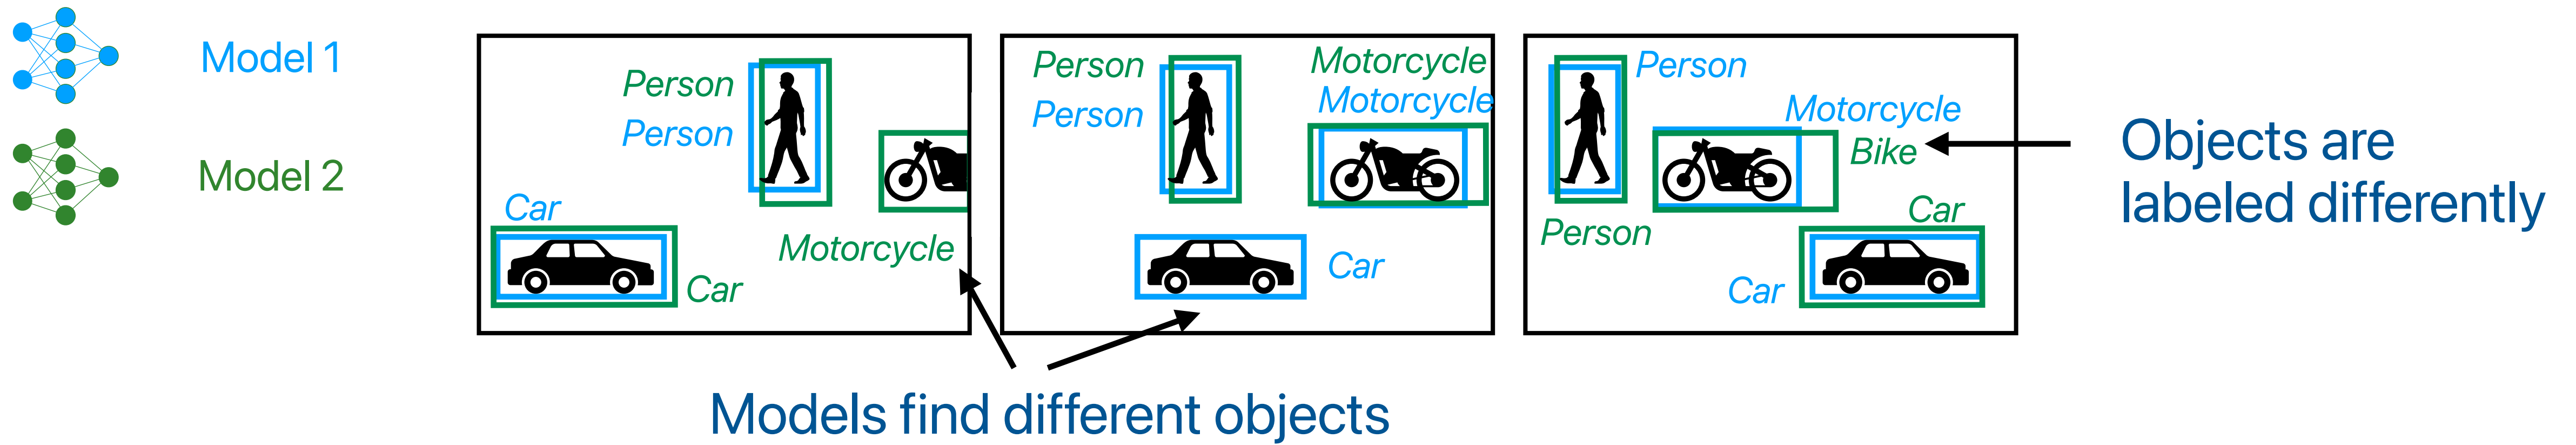 Model 1
Model 2
Person
Person
Car
Motorcycle
Car
Person
Person
Motorcycle
Motorcycle
Car
Person
Motorcycle
Bike
Person
Car
Car
Objects are
labeled differently
Models find different objects